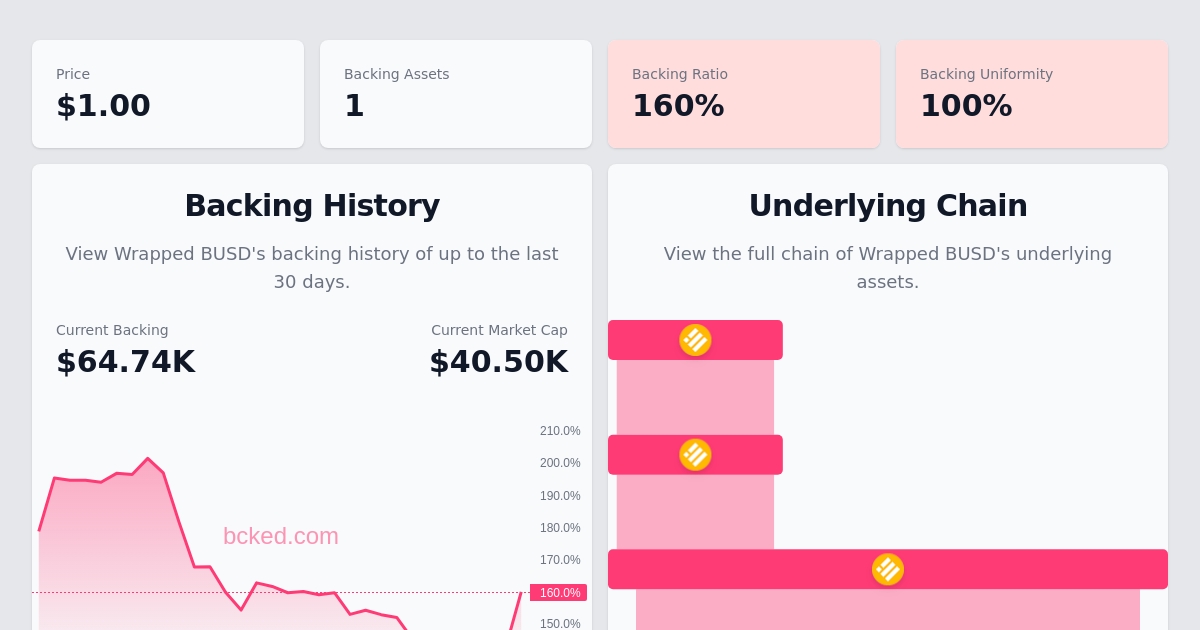 Price
$1.00
Backing Assets
1
Backing Ratio
160%
Backing Uniformity
100%
Backing History
View Wrapped BUSD's backing history of up to the last
30 days.
Current Backing
$64.74K
Current Market Cap
$40.50K
210.0%
200.0%
190.0%
180.0%
bcked.com
170.0%
160.0%
150.0%
Underlying Chain
View the full chain of Wrapped BUSD's underlying
assets.